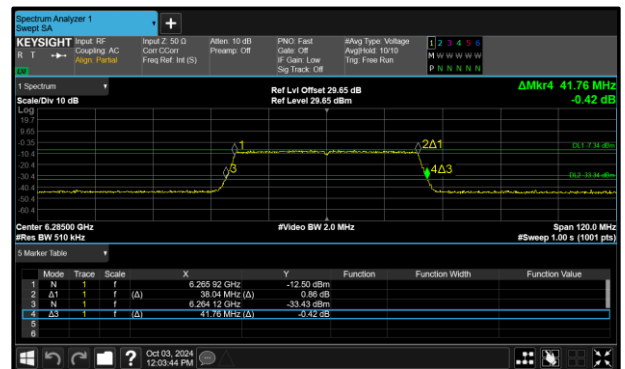 Spectrum Analyzer 1
Swept SA
+
KEYSIGHT Input: RF Input Z: 50 Ω Atten: 10 dB PNO: Fast #Avg Type: Voltage 1 2 3 4 5 6
R T Coupling: AC Corr CCorr Preamp: Off Gate: Off Avg|Hold: 10/10 M W W W W W
Align: Partial Freq Ref: Int (S) IF Gain: Low Trig: Free Run P N N N N N
Sig Track: Off
LXI
1 Spectrum ΔMkr4 41.76 MHz
Ref Lvl Offset 29.65 dB
Scale/Div 10 dB Ref Level 29.65 dBm -0.42 dB
Log
19.7
9.65
-0.35 1 2Δ1 DL1 -7.34 dBm
-10.4
-20.4 3 4Δ3
-30.4 DL2 -33.34 dBm
-40.4
-50.4
-60.4
Center 6.28500 GHz #Video BW 2.0 MHz Span 120.0 MHz
#Res BW 510 kHz #Sweep 1.00 s (1001 pts)
5 Marker Table
Mode Trace Scale X Y Function Function Width Function Value
1 N 1 f 6.265 92 GHz -12.50 dBm
2 Δ1 1 f (Δ) 38.04 MHz (Δ) 0.86 dB
3 N 1 f 6.264 12 GHz -33.43 dBm
4 Δ3 1 f (Δ) 41.76 MHz (Δ) -0.42 dB
5
6
? Oct 03, 2024
12:03:44 PM